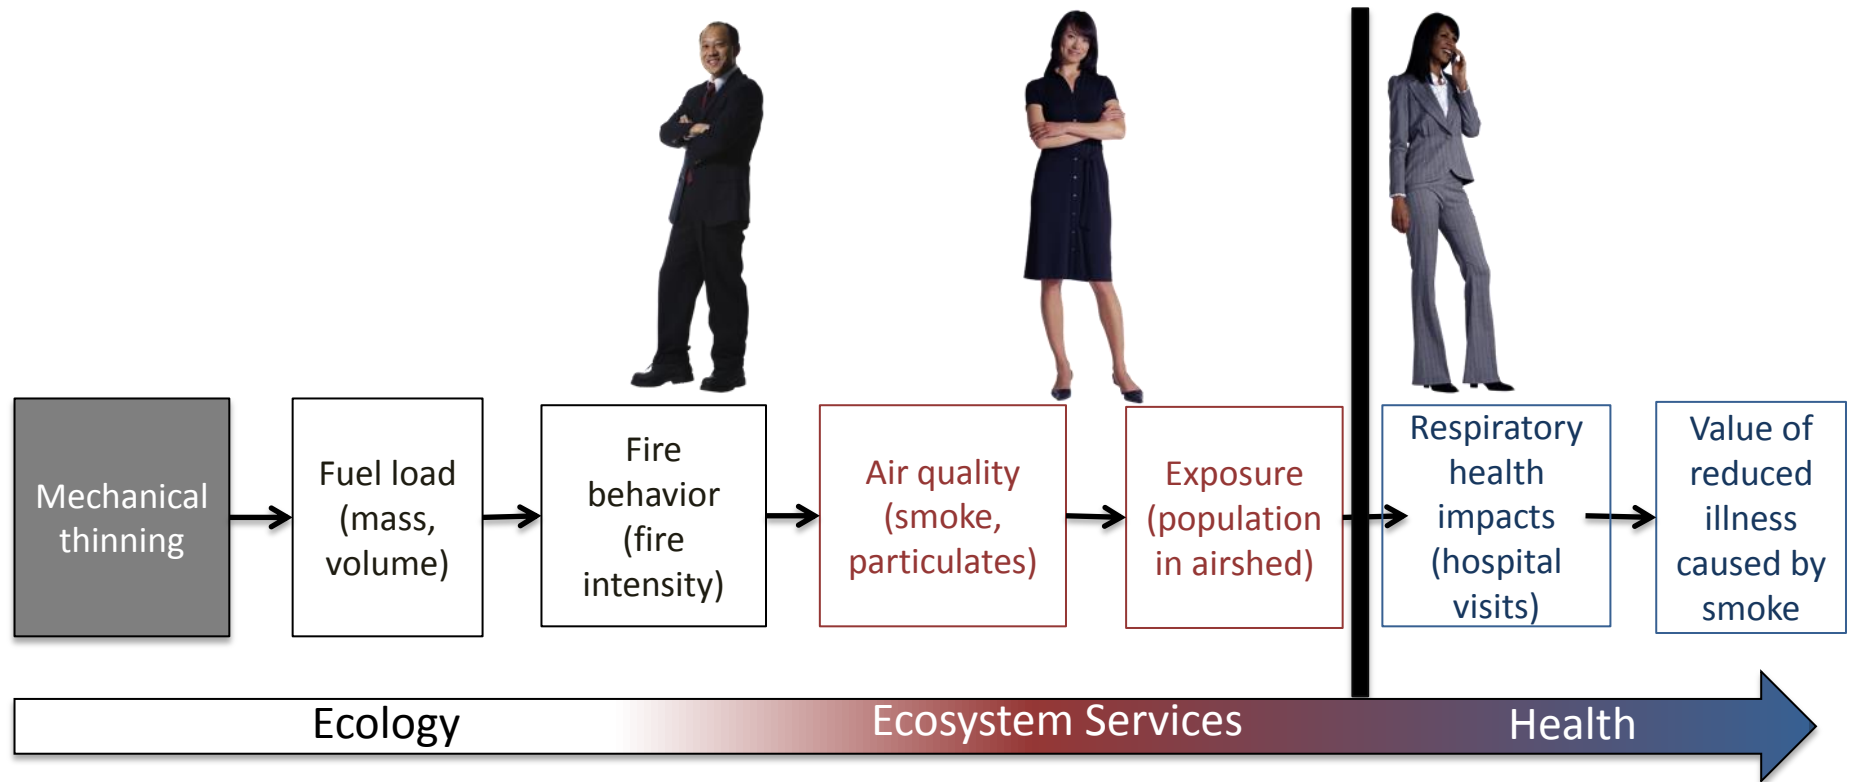 Mechanical
thinning
Fuel load
(mass,
volume)
Fire
behavior
(fire
intensity)
Air quality
(smoke,
particulates)
Exposure
(population
in airshed)
Respiratory
health
impacts
(hospital
visits)
Value of
reduced
illness
caused by
smoke
Ecology
Ecosystem Services
Health